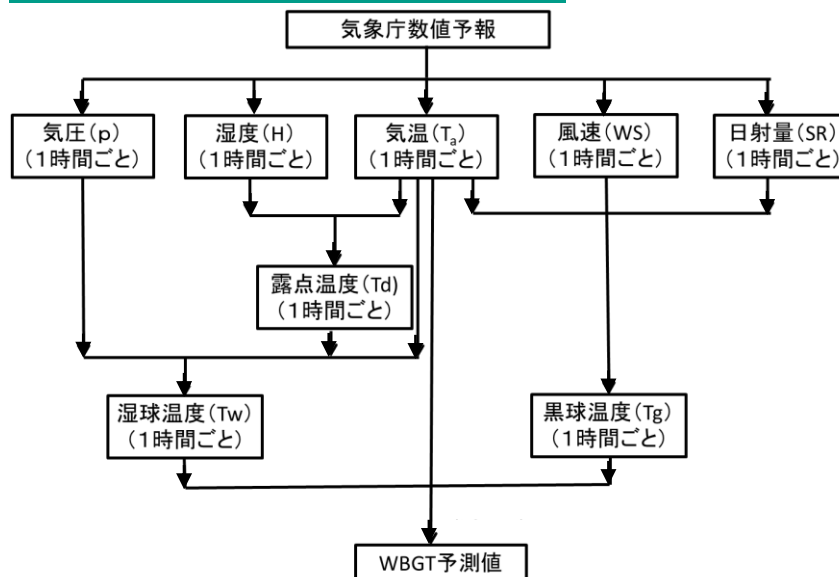 気象庁数値予報
気圧(p)
(1時間ごと)
湿度(H)
(1時間ごと)
気温(Ta)
(1時間ごと)
風速(WS)
(1時間ごと)
日射量(SR)
(1時間ごと)
露点温度(Td)
(1時間ごと)
湿球温度(Tw)
(1時間ごと)
黒球温度(Tg)
(1時間ごと)
WBGT予測値